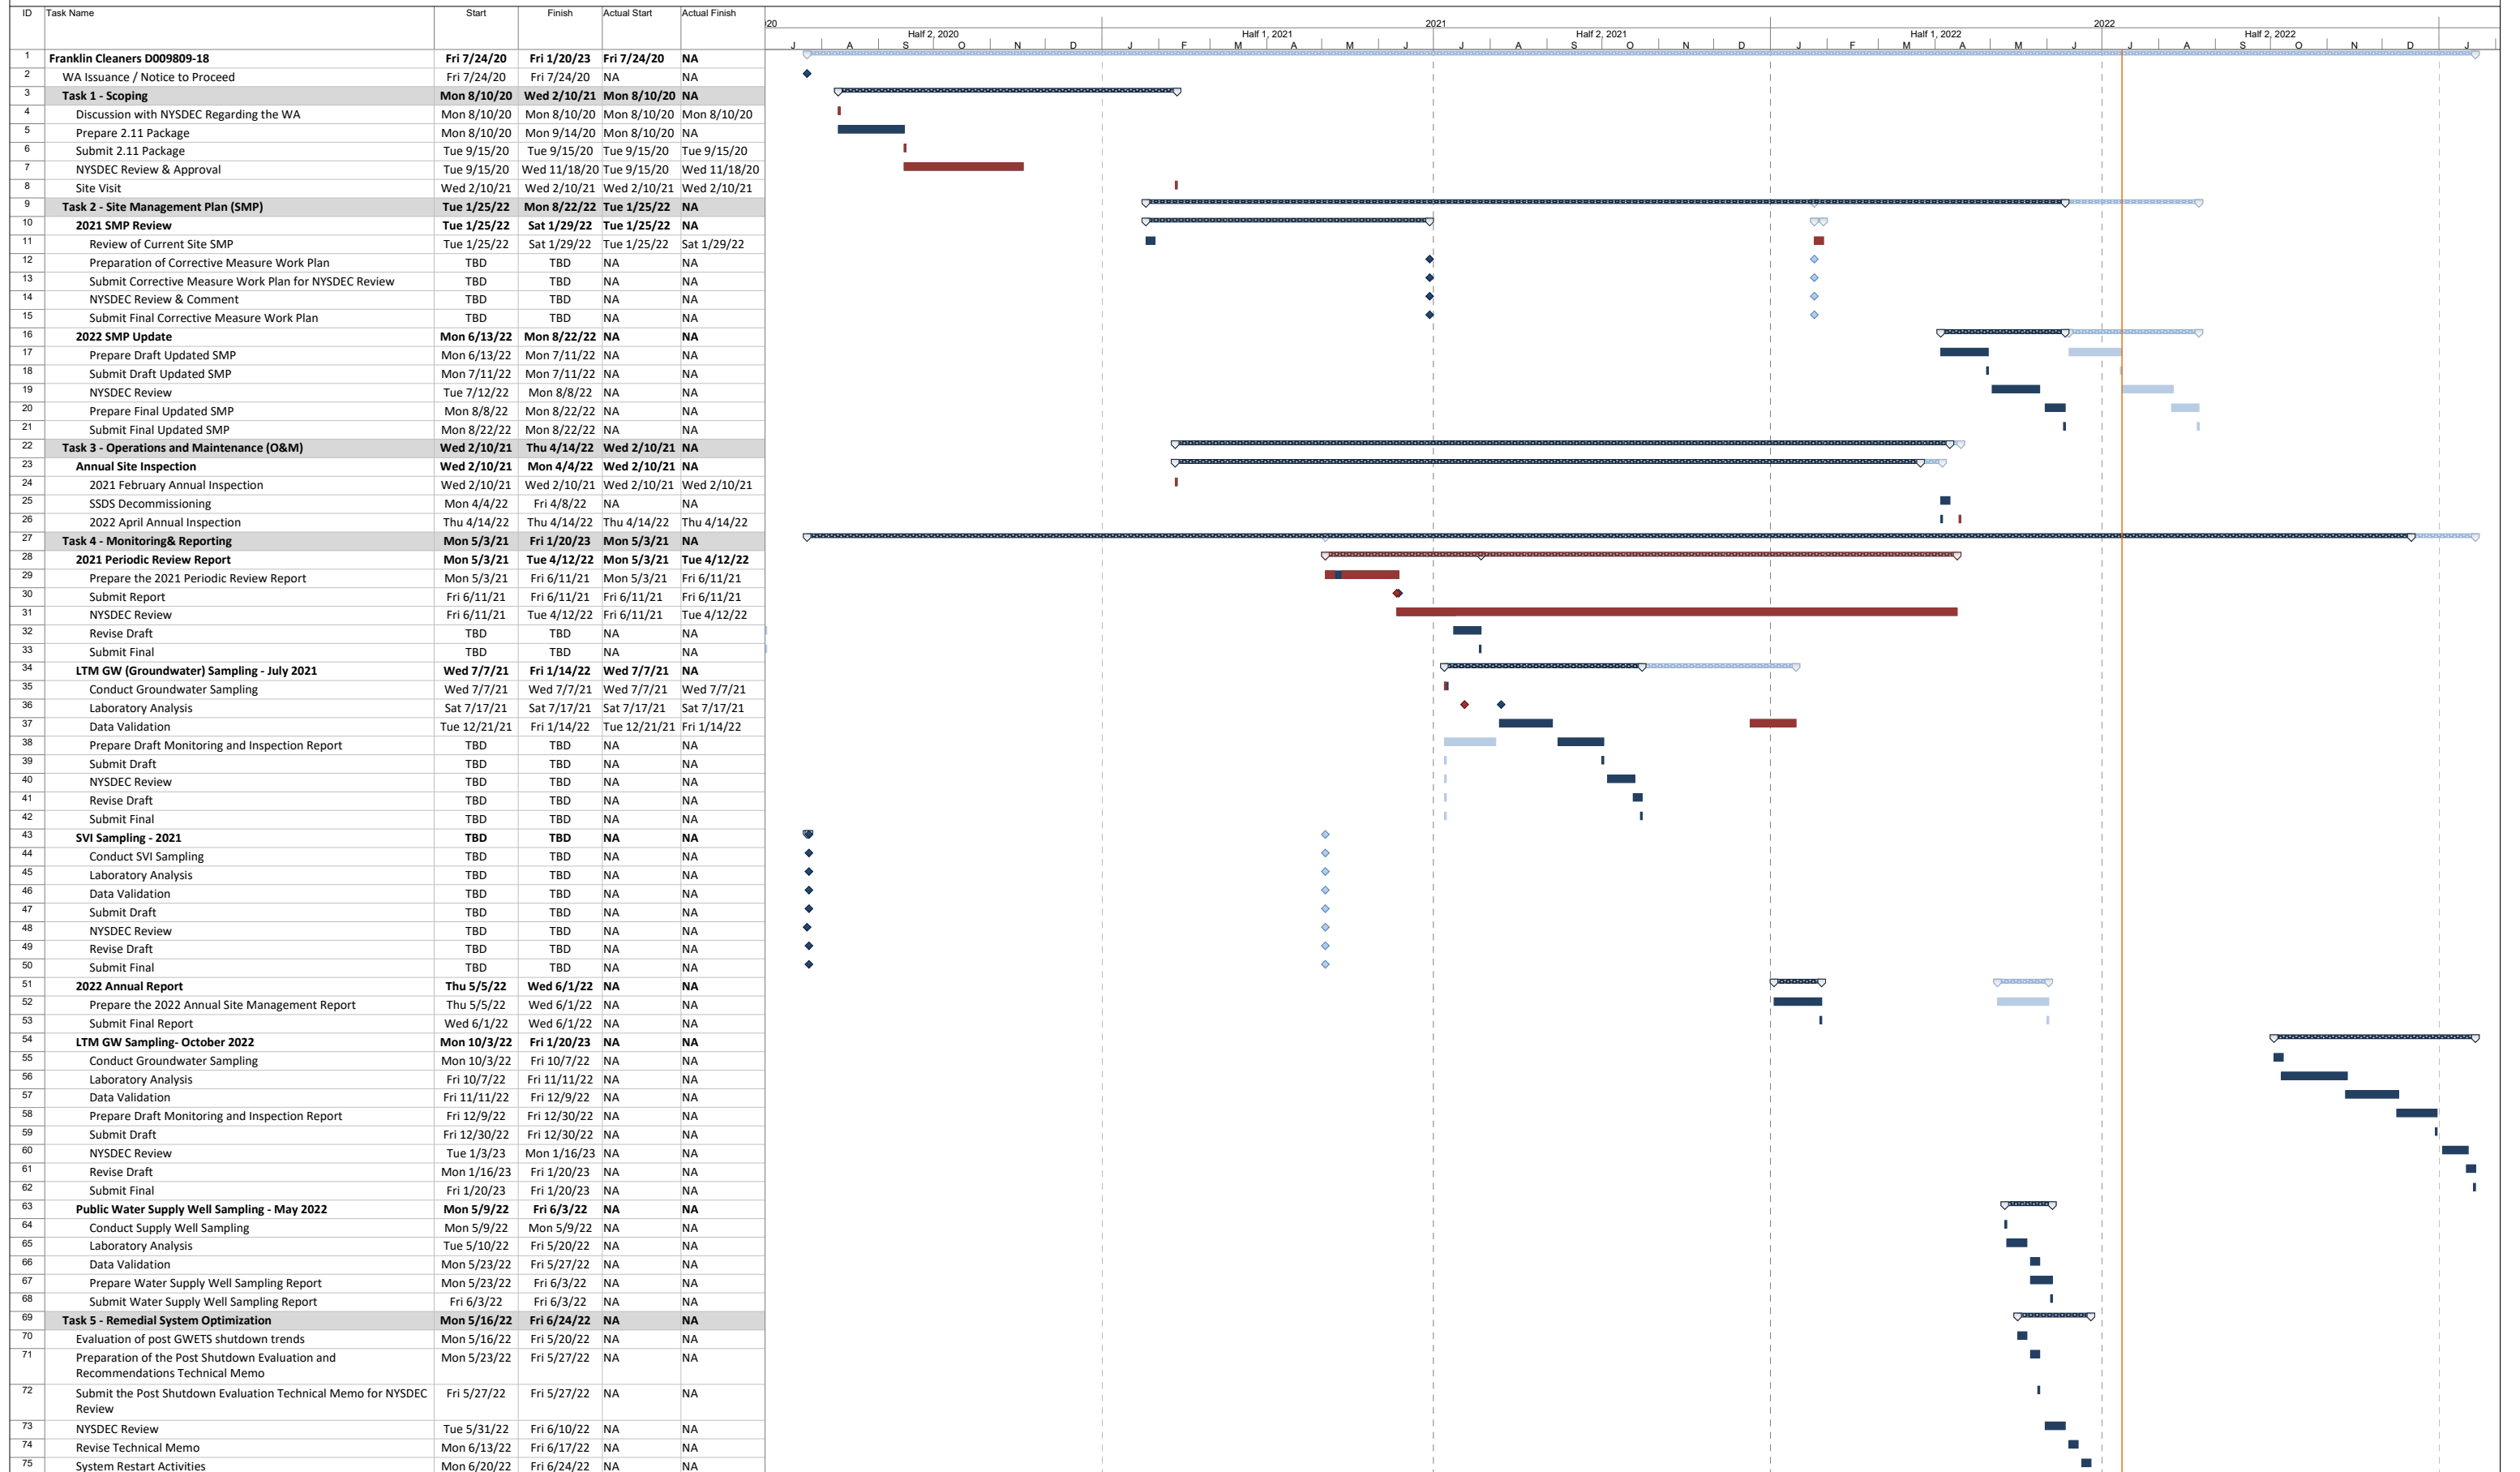 ID Task Name Start Finish Actual Start Actual Finish
20 2021 2022
Half 2, 2020 Half 1, 2021 Half 2, 2021 Half 1, 2022 Half 2, 2022
J A S O N D J F M A M J J A S O N D J F M A M J J A S O N D J
1 Franklin Cleaners D009809-18 Fri 7/24/20 Fri 1/20/23 Fri 7/24/20 NA
2 WA Issuance / Notice to Proceed Fri 7/24/20 Fri 7/24/20 NA NA
3 Task 1 - Scoping Mon 8/10/20 Wed 2/10/21 Mon 8/10/20 NA
4 Discussion with NYSDEC Regarding the WA Mon 8/10/20 Mon 8/10/20 Mon 8/10/20 Mon 8/10/20
5 Prepare 2.11 Package Mon 8/10/20 Mon 9/14/20 Mon 8/10/20 NA
6 Submit 2.11 Package Tue 9/15/20 Tue 9/15/20 Tue 9/15/20 Tue 9/15/20
7 NYSDEC Review & Approval Tue 9/15/20 Wed 11/18/20 Tue 9/15/20 Wed 11/18/20
8 Site Visit Wed 2/10/21 Wed 2/10/21 Wed 2/10/21 Wed 2/10/21
9 Task 2 - Site Management Plan (SMP) Tue 1/25/22 Mon 8/22/22 Tue 1/25/22 NA
10 2021 SMP Review Tue 1/25/22 Sat 1/29/22 Tue 1/25/22 NA
11 Review of Current Site SMP Tue 1/25/22 Sat 1/29/22 Tue 1/25/22 Sat 1/29/22
12 Preparation of Corrective Measure Work Plan TBD TBD NA NA
13 Submit Corrective Measure Work Plan for NYSDEC Review TBD TBD NA NA
14 NYSDEC Review & Comment TBD TBD NA NA
15 Submit Final Corrective Measure Work Plan TBD TBD NA NA
16 2022 SMP Update Mon 6/13/22 Mon 8/22/22 NA NA
17 Prepare Draft Updated SMP Mon 6/13/22 Mon 7/11/22 NA NA
18 Submit Draft Updated SMP Mon 7/11/22 Mon 7/11/22 NA NA
19 NYSDEC Review Tue 7/12/22 Mon 8/8/22 NA NA
20 Prepare Final Updated SMP Mon 8/8/22 Mon 8/22/22 NA NA
21 Submit Final Updated SMP Mon 8/22/22 Mon 8/22/22 NA NA
22 Task 3 - Operations and Maintenance (O&M) Wed 2/10/21 Thu 4/14/22 Wed 2/10/21 NA
23 Annual Site Inspection Wed 2/10/21 Mon 4/4/22 Wed 2/10/21 NA
24 2021 February Annual Inspection Wed 2/10/21 Wed 2/10/21 Wed 2/10/21 Wed 2/10/21
25 SSDS Decommissioning Mon 4/4/22 Fri 4/8/22 NA NA
26 2022 April Annual Inspection Thu 4/14/22 Thu 4/14/22 Thu 4/14/22 Thu 4/14/22
27 Task 4 - Monitoring& Reporting Mon 5/3/21 Fri 1/20/23 Mon 5/3/21 NA
28 2021 Periodic Review Report Mon 5/3/21 Tue 4/12/22 Mon 5/3/21 Tue 4/12/22
29 Prepare the 2021 Periodic Review Report Mon 5/3/21 Fri 6/11/21 Mon 5/3/21 Fri 6/11/21
30 Submit Report Fri 6/11/21 Fri 6/11/21 Fri 6/11/21 Fri 6/11/21
31 NYSDEC Review Fri 6/11/21 Tue 4/12/22 Fri 6/11/21 Tue 4/12/22
32 Revise Draft TBD TBD NA NA
33 Submit Final TBD TBD NA NA
34 LTM GW (Groundwater) Sampling - July 2021 Wed 7/7/21 Fri 1/14/22 Wed 7/7/21 NA
35 Conduct Groundwater Sampling Wed 7/7/21 Wed 7/7/21 Wed 7/7/21 Wed 7/7/21
36 Laboratory Analysis Sat 7/17/21 Sat 7/17/21 Sat 7/17/21 Sat 7/17/21
37 Data Validation Tue 12/21/21 Fri 1/14/22 Tue 12/21/21 Fri 1/14/22
38 Prepare Draft Monitoring and Inspection Report TBD TBD NA NA
39 Submit Draft TBD TBD NA NA
40 NYSDEC Review TBD TBD NA NA
41 Revise Draft TBD TBD NA NA
42 Submit Final TBD TBD NA NA
43 SVI Sampling - 2021 TBD TBD NA NA
44 Conduct SVI Sampling TBD TBD NA NA
45 Laboratory Analysis TBD TBD NA NA
46 Data Validation TBD TBD NA NA
47 Submit Draft TBD TBD NA NA
48 NYSDEC Review TBD TBD NA NA
49 Revise Draft TBD TBD NA NA
50 Submit Final TBD TBD NA NA
51 2022 Annual Report Thu 5/5/22 Wed 6/1/22 NA NA
52 Prepare the 2022 Annual Site Management Report Thu 5/5/22 Wed 6/1/22 NA NA
53 Submit Final Report Wed 6/1/22 Wed 6/1/22 NA NA
54 LTM GW Sampling- October 2022 Mon 10/3/22 Fri 1/20/23 NA NA
55 Conduct Groundwater Sampling Mon 10/3/22 Fri 10/7/22 NA NA
56 Laboratory Analysis Fri 10/7/22 Fri 11/11/22 NA NA
57 Data Validation Fri 11/11/22 Fri 12/9/22 NA NA
58 Prepare Draft Monitoring and Inspection Report Fri 12/9/22 Fri 12/30/22 NA NA
59 Submit Draft Fri 12/30/22 Fri 12/30/22 NA NA
60 NYSDEC Review Tue 1/3/23 Mon 1/16/23 NA NA
61 Revise Draft Mon 1/16/23 Fri 1/20/23 NA NA
62 Submit Final Fri 1/20/23 Fri 1/20/23 NA NA
63 Public Water Supply Well Sampling - May 2022 Mon 5/9/22 Fri 6/3/22 NA NA
64 Conduct Supply Well Sampling Mon 5/9/22 Mon 5/9/22 NA NA
65 Laboratory Analysis Tue 5/10/22 Fri 5/20/22 NA NA
66 Data Validation Mon 5/23/22 Fri 5/27/22 NA NA
67 Prepare Water Supply Well Sampling Report Mon 5/23/22 Fri 6/3/22 NA NA
68 Submit Water Supply Well Sampling Report Fri 6/3/22 Fri 6/3/22 NA NA
69 Task 5 - Remedial System Optimization Mon 5/16/22 Fri 6/24/22 NA NA
70 Evaluation of post GWETS shutdown trends Mon 5/16/22 Fri 5/20/22 NA NA
71 Preparation of the Post Shutdown Evaluation and Mon 5/23/22 Fri 5/27/22 NA NA
Recommendations Technical Memo
72 Submit the Post Shutdown Evaluation Technical Memo for NYSDEC Fri 5/27/22 Fri 5/27/22 NA NA
Review
73 NYSDEC Review Tue 5/31/22 Fri 6/10/22 NA NA
74 Revise Technical Memo Mon 6/13/22 Fri 6/17/22 NA NA
75 System Restart Activities Mon 6/20/22 Fri 6/24/22 NA NA